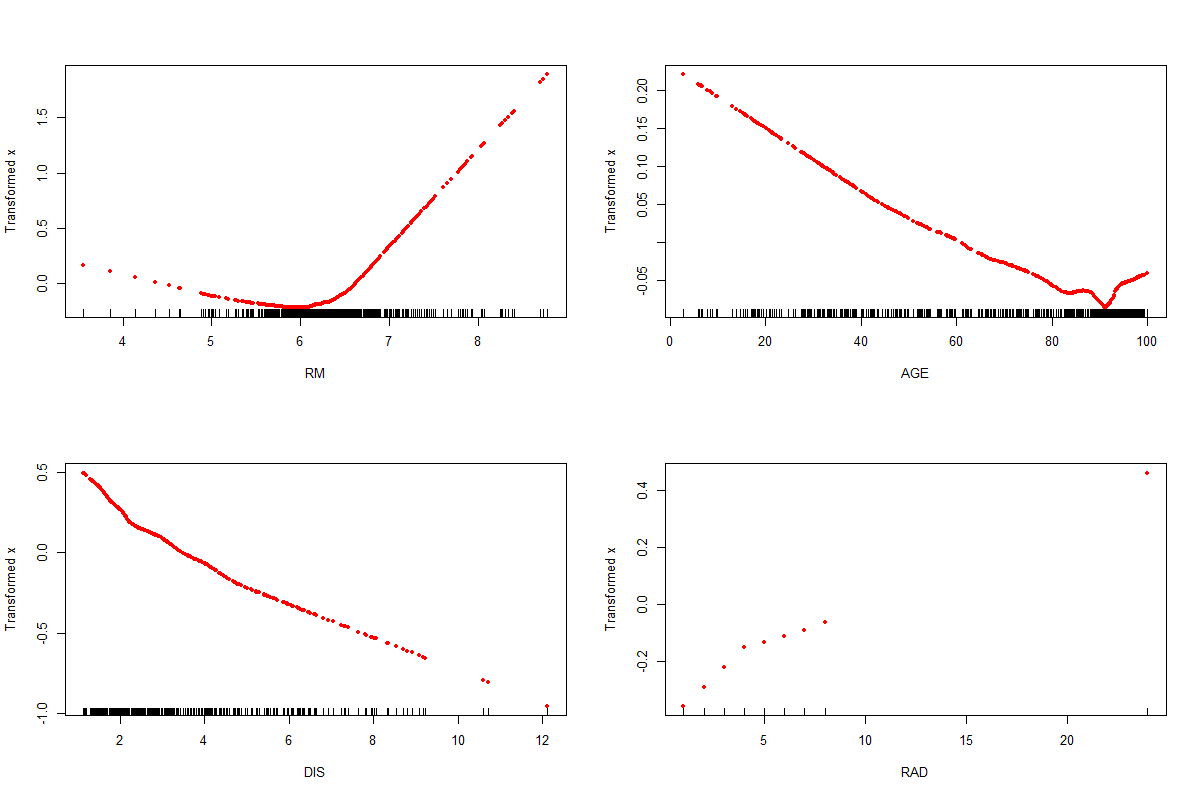 Transformed x
0.0 0.5 1.0 1.5
4 5 6 7 8
RM
Transformed x
-0.05 0.05 0.10 0.15 0.20
0 20 40 60 80 100
AGE
Transformed x
-1.0 -0.5 0.0 0.5
2 4 6 8 10 12
DIS
Transformed x
-0.2 0.0 0.2 0.4
5 10 15 20
RAD